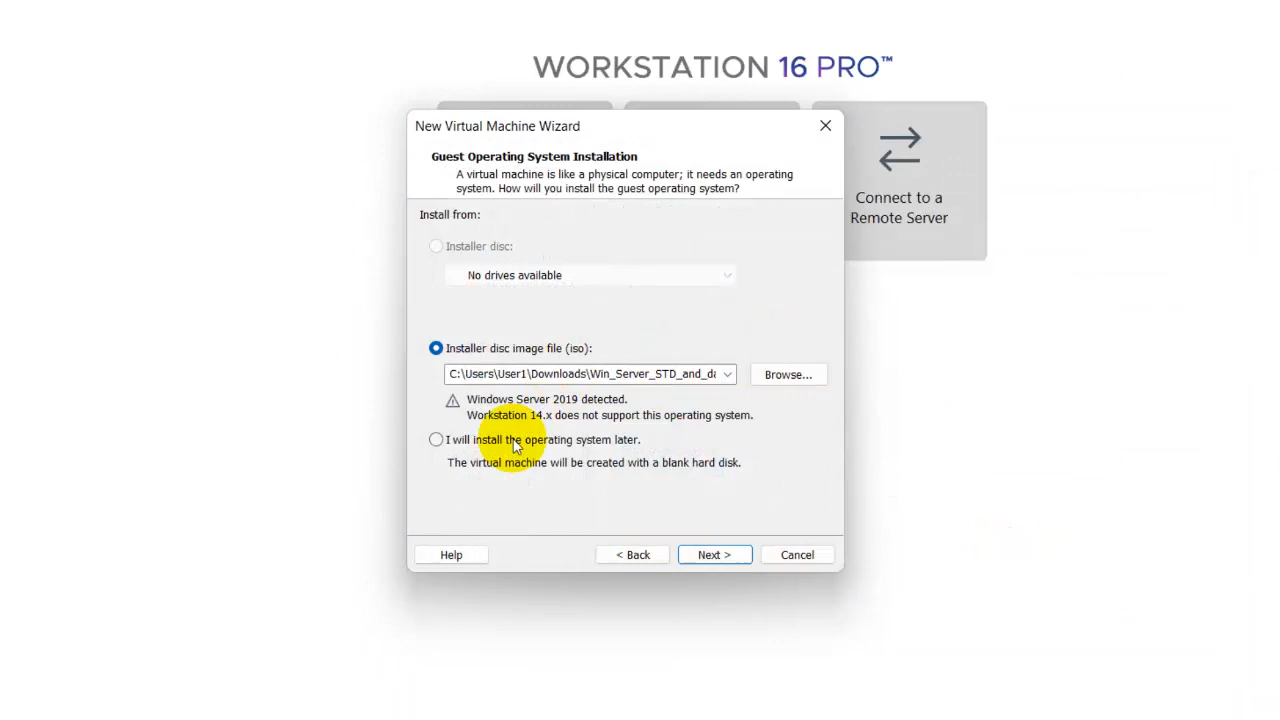 WORKSTATION 16 PRO™
New Virtual Machine Wizard
Guest Operating System Installation
A virtual machine is like a physical computer; it needs an operating
system. How will you install the guest operating system?
Connect to a
Remote Server
Install from:
Installer disc:
No drives available
Installer disc image file (iso):
C:\Users\User1\Downloads\Win_Server_STD_and_da
Browse...
Windows Server 2019 detected.
Workstation 14.x does not support this operating system.
I will install the operating system later.
The virtual machine will be created with a blank hard disk.
Help
< Back
Next >
Cancel